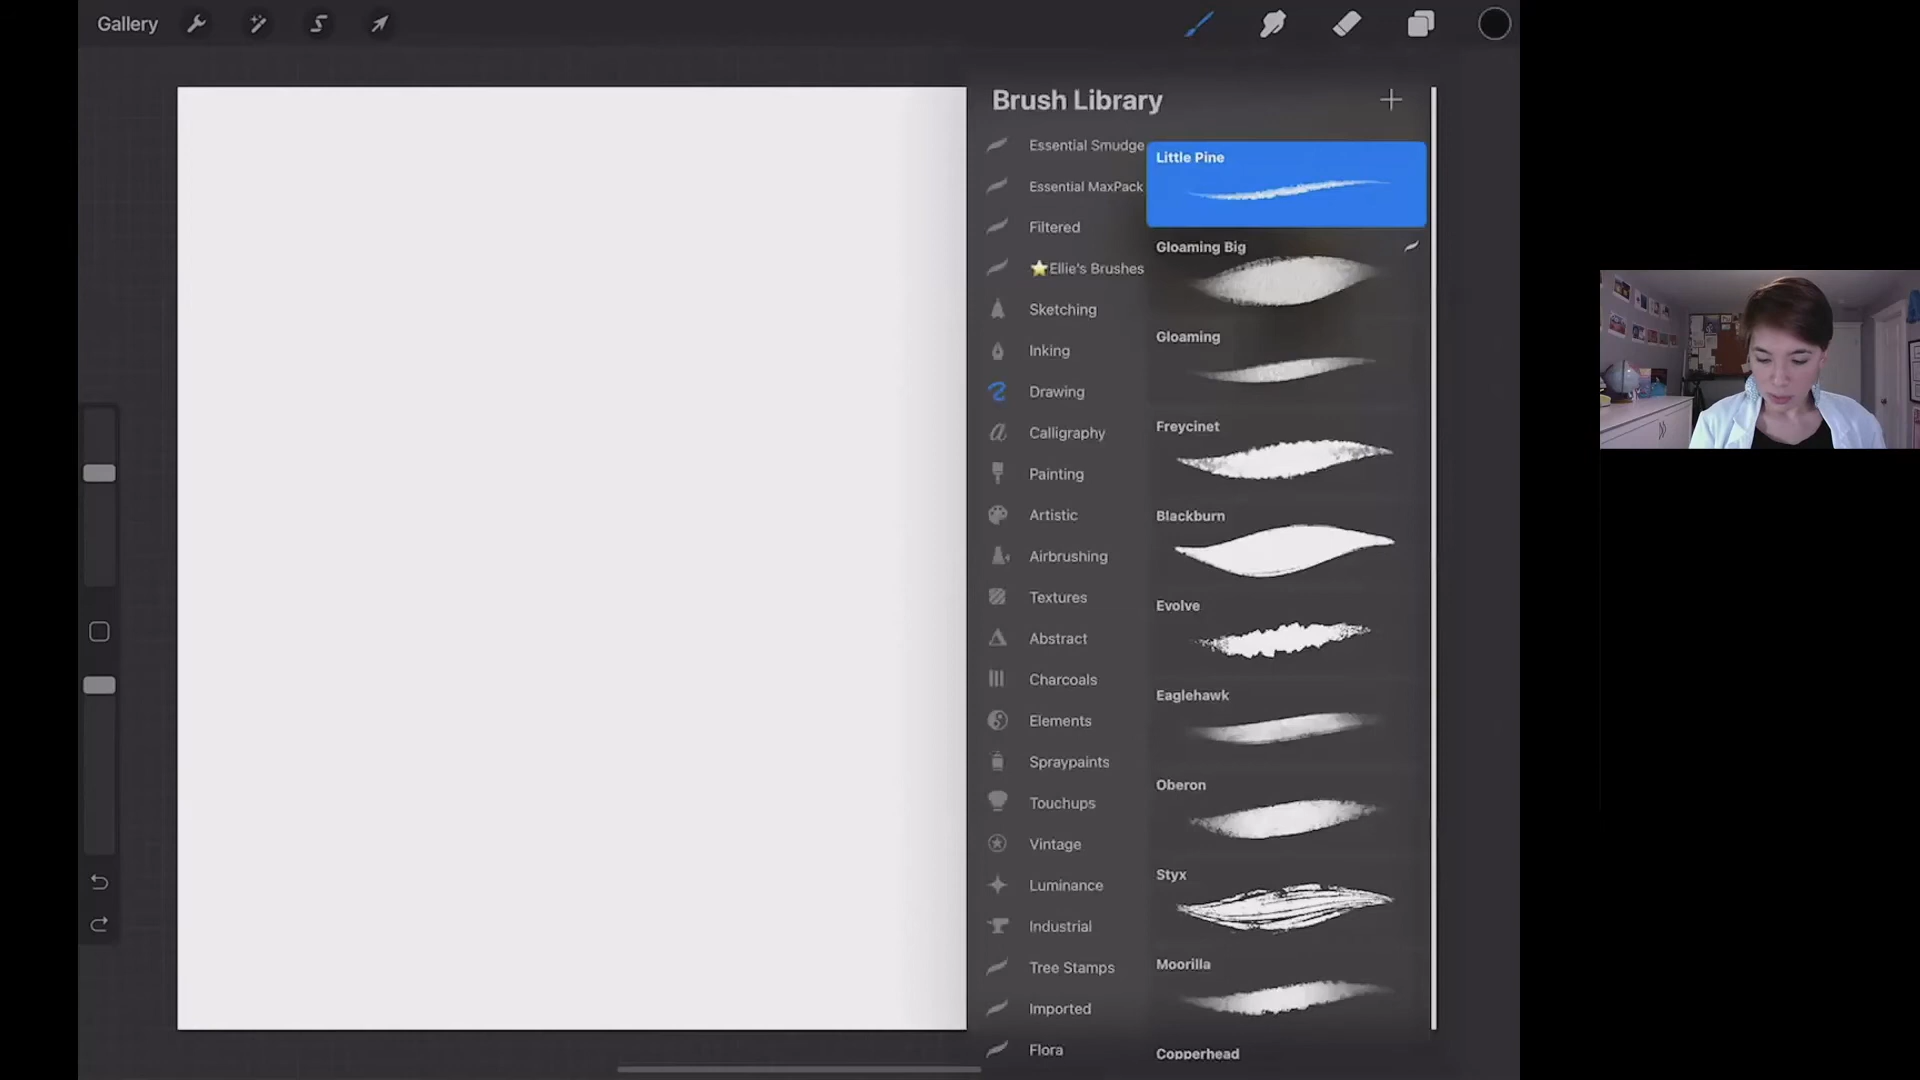 Gallery
Brush Library
Essential Smudge
Essential MaxPack
Filtered
⭐Ellie's Brushes
Sketching
Inking
Drawing
Calligraphy
Painting
Artistic
Airbrushing
Textures
Abstract
Charcoals
Elements
Spraypaints
Touchups
Vintage
Luminance
Industrial
Tree Stamps
Imported
Flora
Little Pine
Gloaming Big
Gloaming
Freycinet
Blackburn
Evolve
Eaglehawk
Oberon
Styx
Moorilla
Copperhead